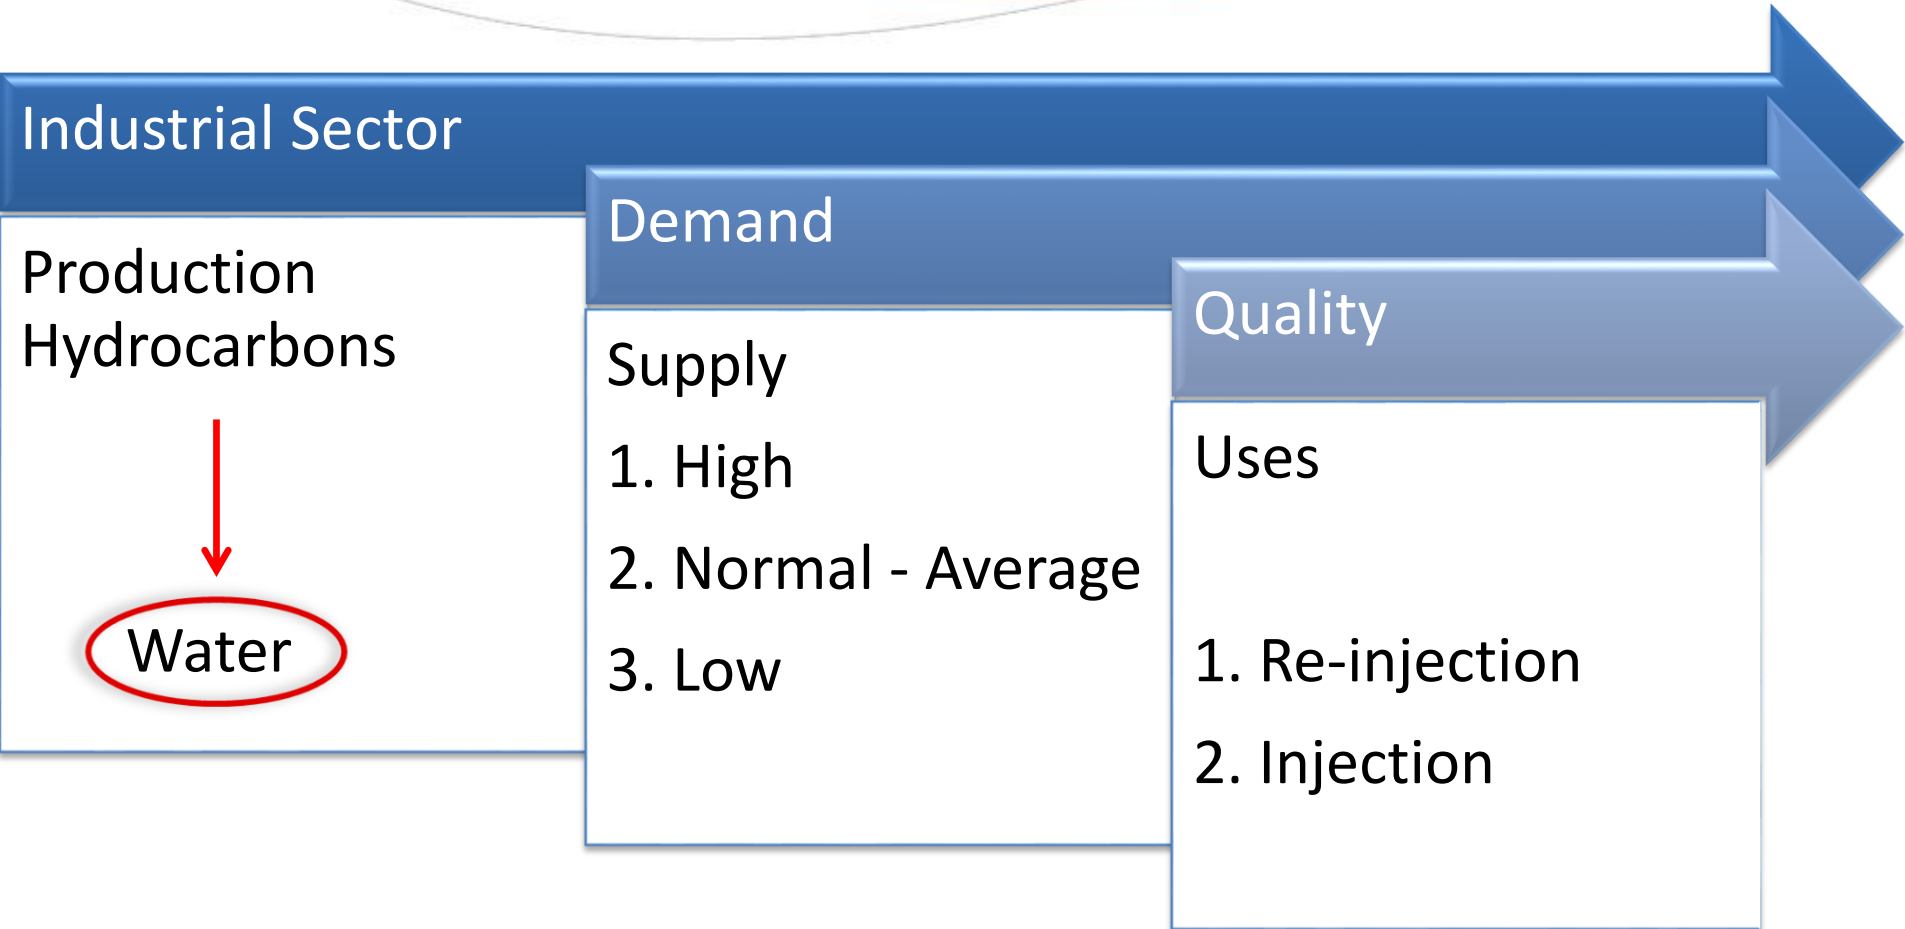 Industrial Sector
Production
Hydrocarbons
Water
Demand
Supply
1. High
2. Normal - Average
3. Low
Quality
Uses
1. Re-injection
2. Injection